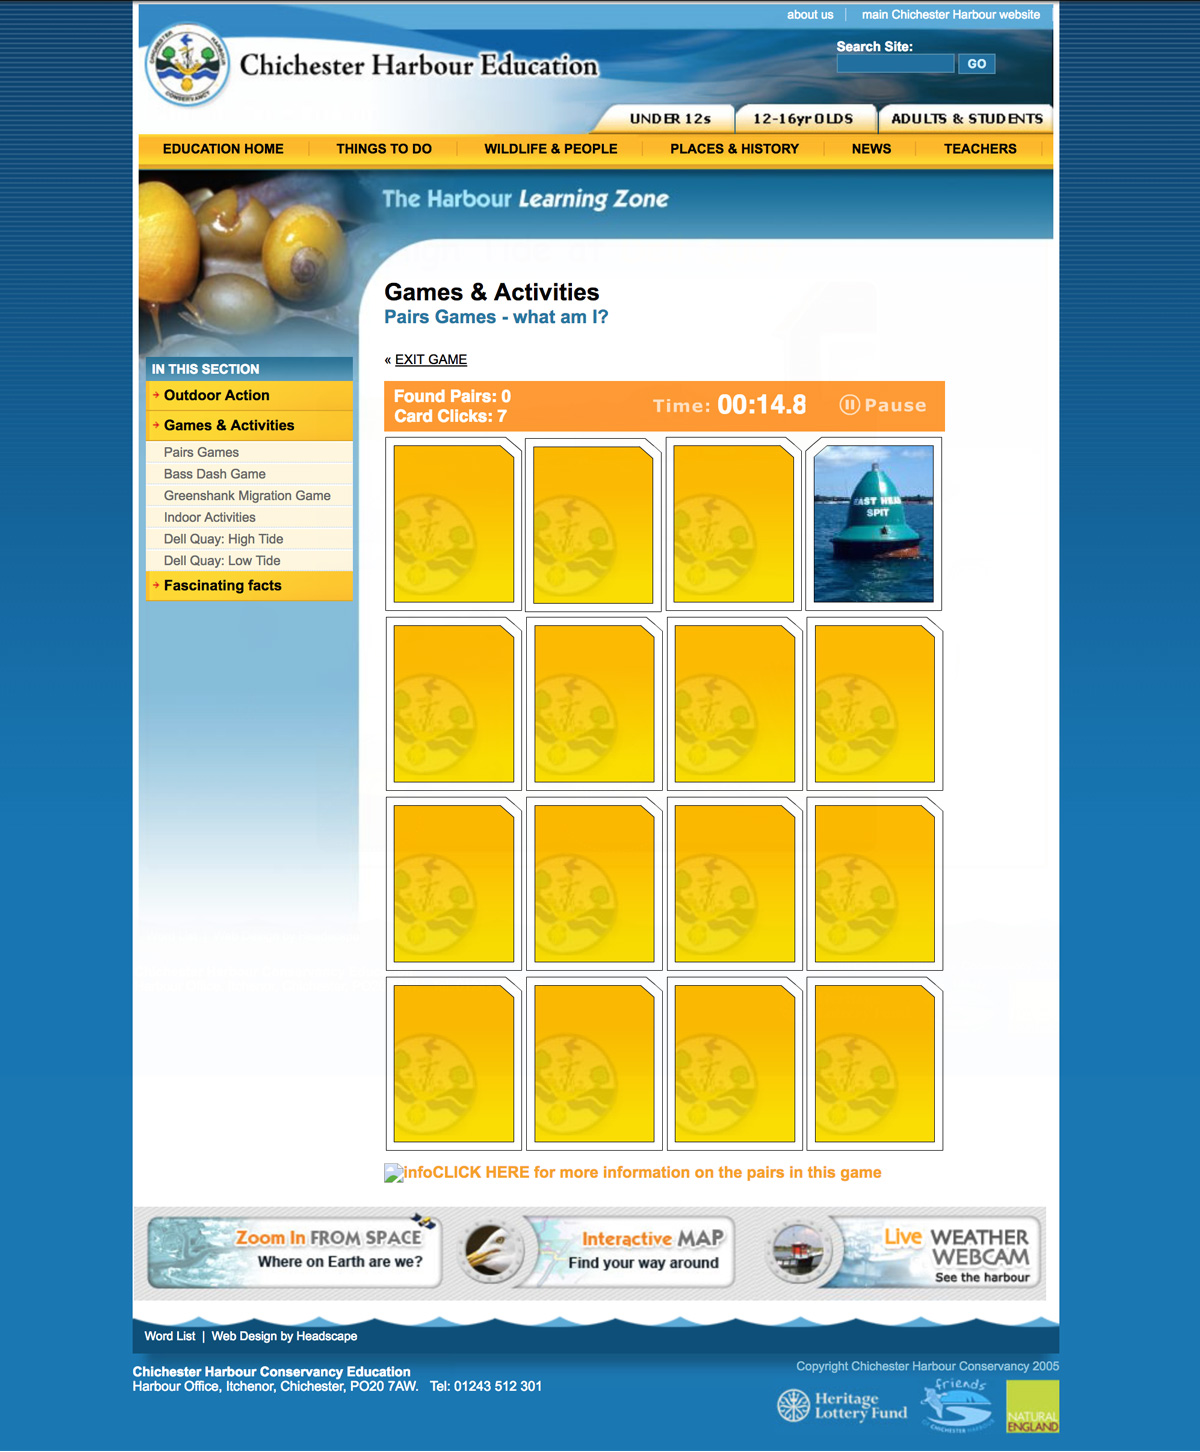 about us | main Chichester Harbour website
CHICHESTER HARBOUR CONSERVANCY
Chichester Harbour Education
Search Site:
GO
UNDER 12s
12-16yr OLDS
ADULTS & STUDENTS
EDUCATION HOME
THINGS TO DO
WILDLIFE & PEOPLE
PLACES & HISTORY
NEWS
TEACHERS
The Harbour Learning Zone
Games & Activities
Pairs Games - what am I?
« EXIT GAME
IN THIS SECTION
Outdoor Action
Games & Activities
Pairs Games
Bass Dash Game
Greenshank Migration Game
Indoor Activities
Dell Quay: High Tide
Dell Quay: Low Tide
Fascinating facts
Found Pairs: 0
Card Clicks: 7
Time: 00:14.8
Pause
EAST HEAD
SPIT
infoCLICK HERE for more information on the pairs in this game
Zoom In FROM SPACE
Where on Earth are we?
Interactive MAP
Find your way around
Live WEATHER
WEBCAM
See the harbour
Word List | Web Design by Headscape
Chichester Harbour Conservancy Education
Harbour Office, Itchenor, Chichester, PO20 7AW. Tel: 01243 512 301
Copyright Chichester Harbour Conservancy 2005
Heritage
Lottery Fund
friends
OF CHICHESTER HARBOUR
NATURAL
ENGLAND